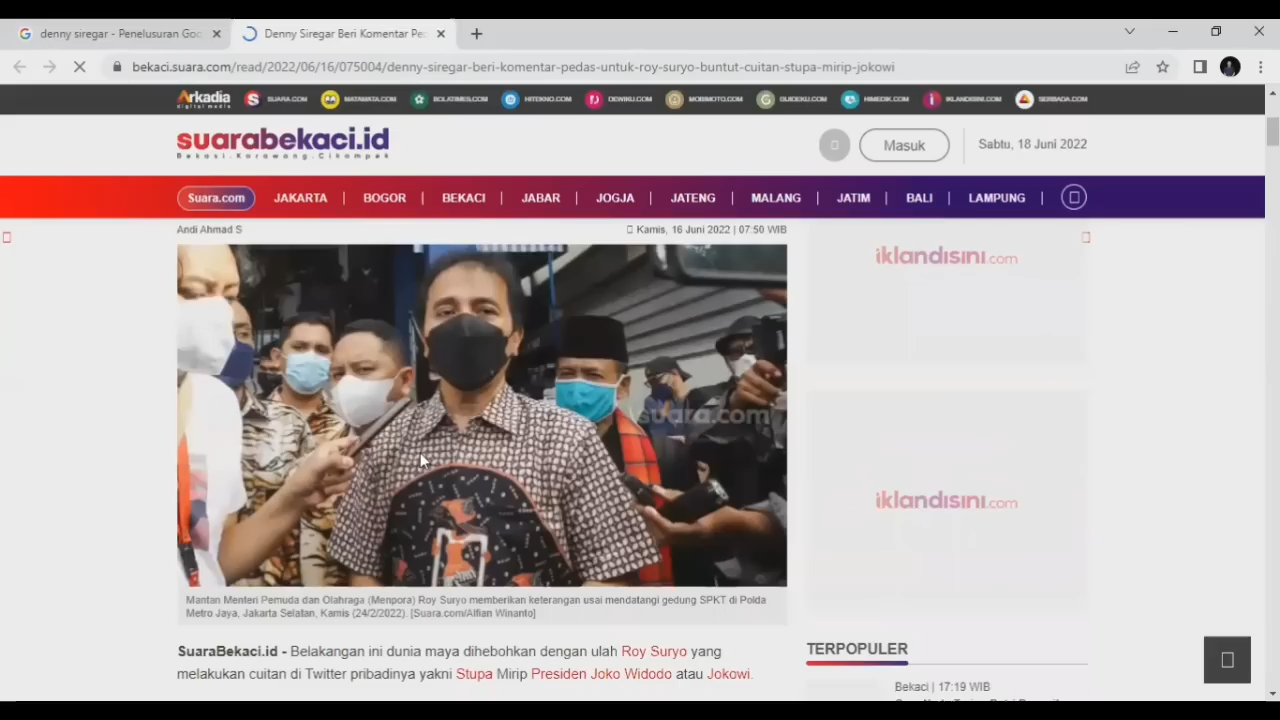 denny siregar - Penelusuran Goo
Denny Siregar Beri Komentar Pe
bekaci.suara.com/read/2022/06/16/075004/denny-siregar-beri-komentar-pedas-untuk-roy-suryo-buntut-cuitan-stupa-mirip-jokowi
Arkadia digital media SUARA.COM MATAMATA.COM BOLATIMES.COM HITEKNO.COM DEWIKU.COM MOBIMOTO.COM GUIDEKU.COM HIMEDIK.COM IKLANDISINI.COM SERBADA.COM
suarabekaci.id
Bekasi.Karawang.Cikampek
Masuk
Sabtu, 18 Juni 2022
Suara.com JAKARTA | BOGOR | BEKACI | JABAR | JOGJA | JATENG | MALANG | JATIM | BALI | LAMPUNG |
Andi Ahmad S
Kamis, 16 Juni 2022 | 07:50 WIB
iklandisini.com
suara.com
iklandisini.com
Mantan Menteri Pemuda dan Olahraga (Menpora) Roy Suryo memberikan keterangan usai mendatangi gedung SPKT di Polda
Metro Jaya, Jakarta Selatan, Kamis (24/2/2022). [Suara.com/Alfian Winanto]
SuaraBekaci.id - Belakangan ini dunia maya dihebohkan dengan ulah Roy Suryo yang
melakukan cuitan di Twitter pribadinya yakni Stupa Mirip Presiden Joko Widodo atau Jokowi.
TERPOPULER
Bekaci | 17:19 WIB